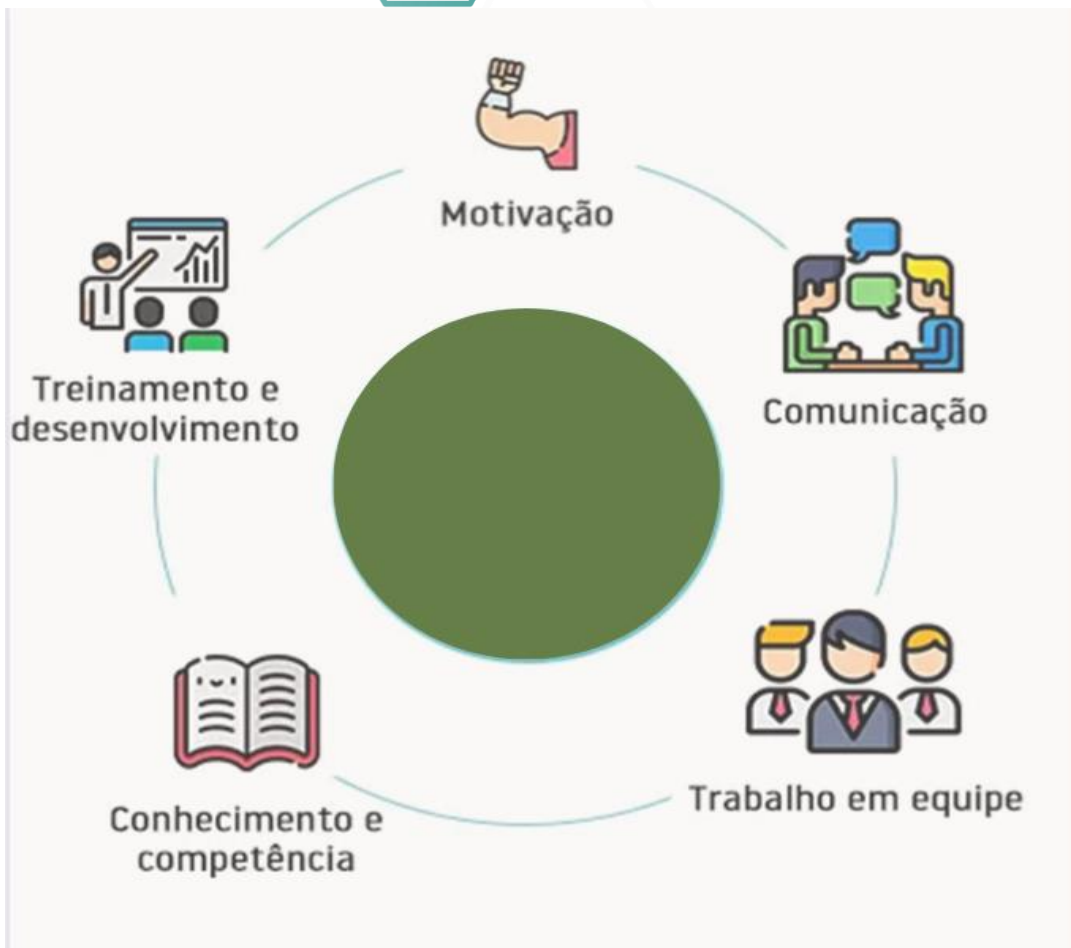 Motivação
Comunicação
Trabalho em equipe
Conhecimento e
competência
Treinamento e
desenvolvimento